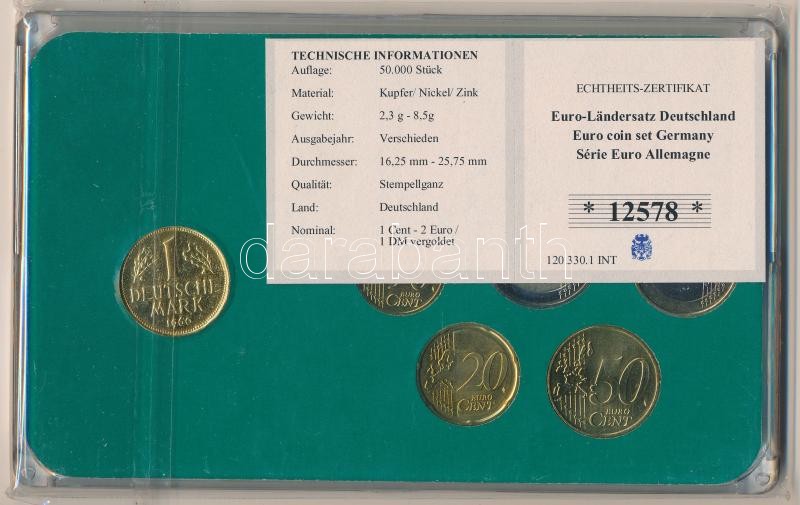 TECHNISCHE INFORMATIONEN
Auflage: 50.000 Stück
Material: Kupfer/ Nickel/ Zink
Gewicht: 2,3 g - 8,5g
Ausgabejahr: Verschieden
Durchmesser: 16,25 mm - 25,75 mm
Qualität: Stempelglanz
Land: Deutschland
Nominal: 1 Cent - 2 Euro /
1 DM vergoldet
ECHTHEITS-ZERTIFIKAT
Euro-Ländersatz Deutschland
Euro coin set Germany
Série Euro Allemagne
* 12578 *
120.330.1 INT
darabanth
1
DEUTSCHE
MARK
EURO
CENT
20
EURO
CENT
50
EURO
CENT